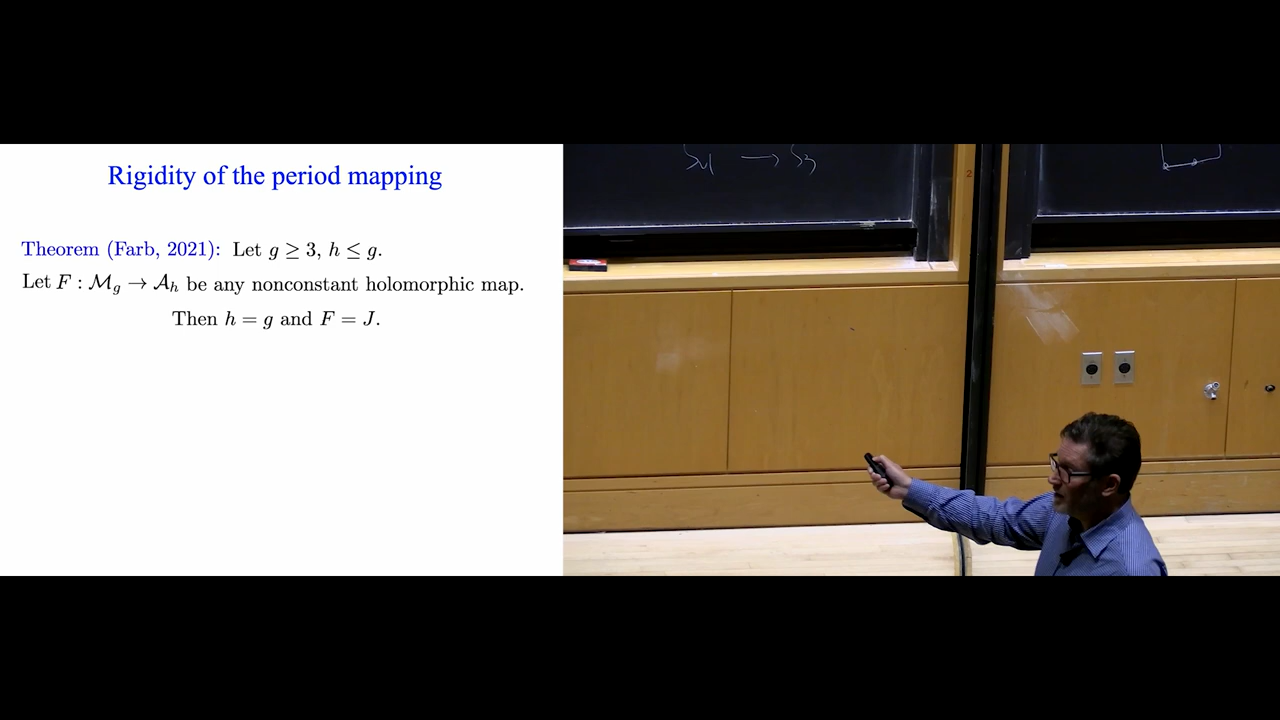 Rigidity of the period mapping
Theorem (Farb, 2021): Let g ≥ 3, h ≤ g.
Let F : ℳ_g → 𝒜_h be any nonconstant holomorphic map.
Then h = g and F = J.
2